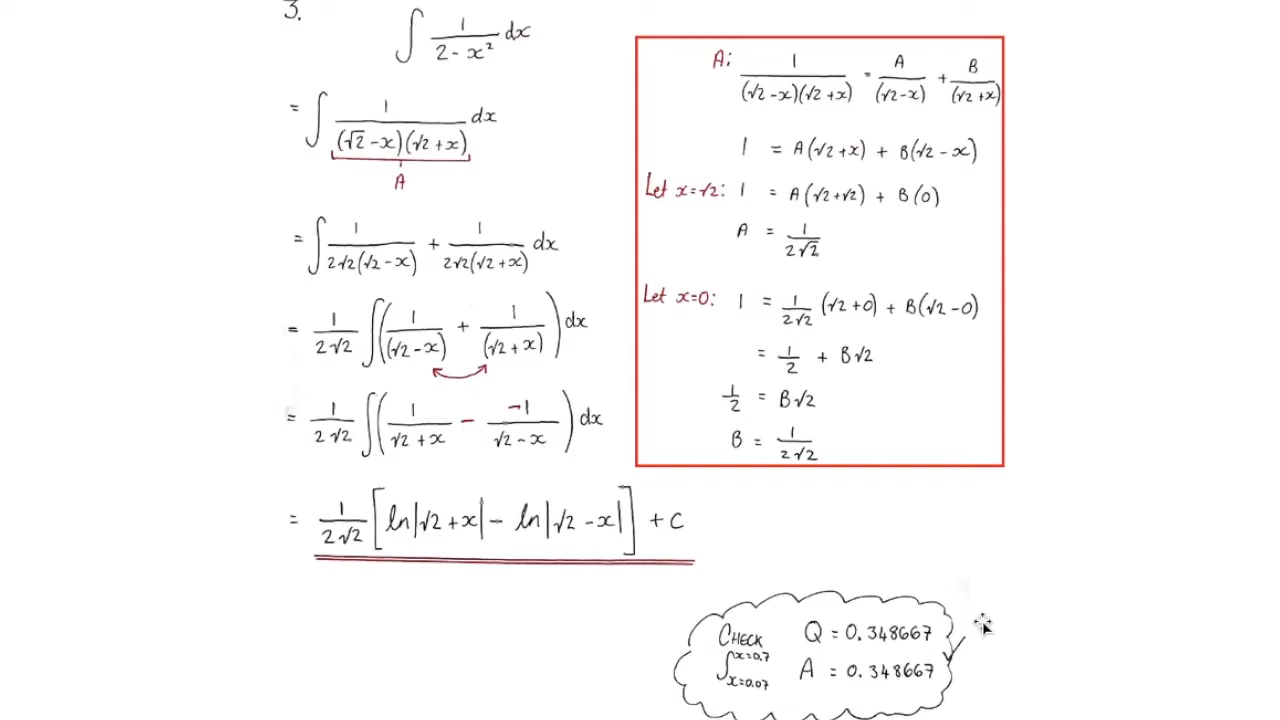 3.
∫ 1/(2 - x²) dx
= ∫ 1/((√2 - x)(√2 + x)) dx
A
= ∫ 1/(2√2(√2 - x)) + 1/(2√2(√2 + x)) dx
= 1/(2√2) ∫ (1/(√2 - x) + 1/(√2 + x)) dx
= 1/(2√2) ∫ (1/(√2 + x) - -1/(√2 - x)) dx
= 1/(2√2) [ln|√2 + x| - ln|√2 - x|] + C
A: 1/((√2 - x)(√2 + x)) = A/(√2 - x) + B/(√2 + x)
1 = A(√2 + x) + B(√2 - x)
Let x = √2: 1 = A(√2 + √2) + B(0)
A = 1/(2√2)
Let x=0: 1 = 1/(2√2) (√2 + 0) + B(√2 - 0)
= 1/2 + B√2
1/2 = B√2
B = 1/(2√2)
CHECK Q = 0.348667
∫ x=0.7 x=0.07 A = 0.348667